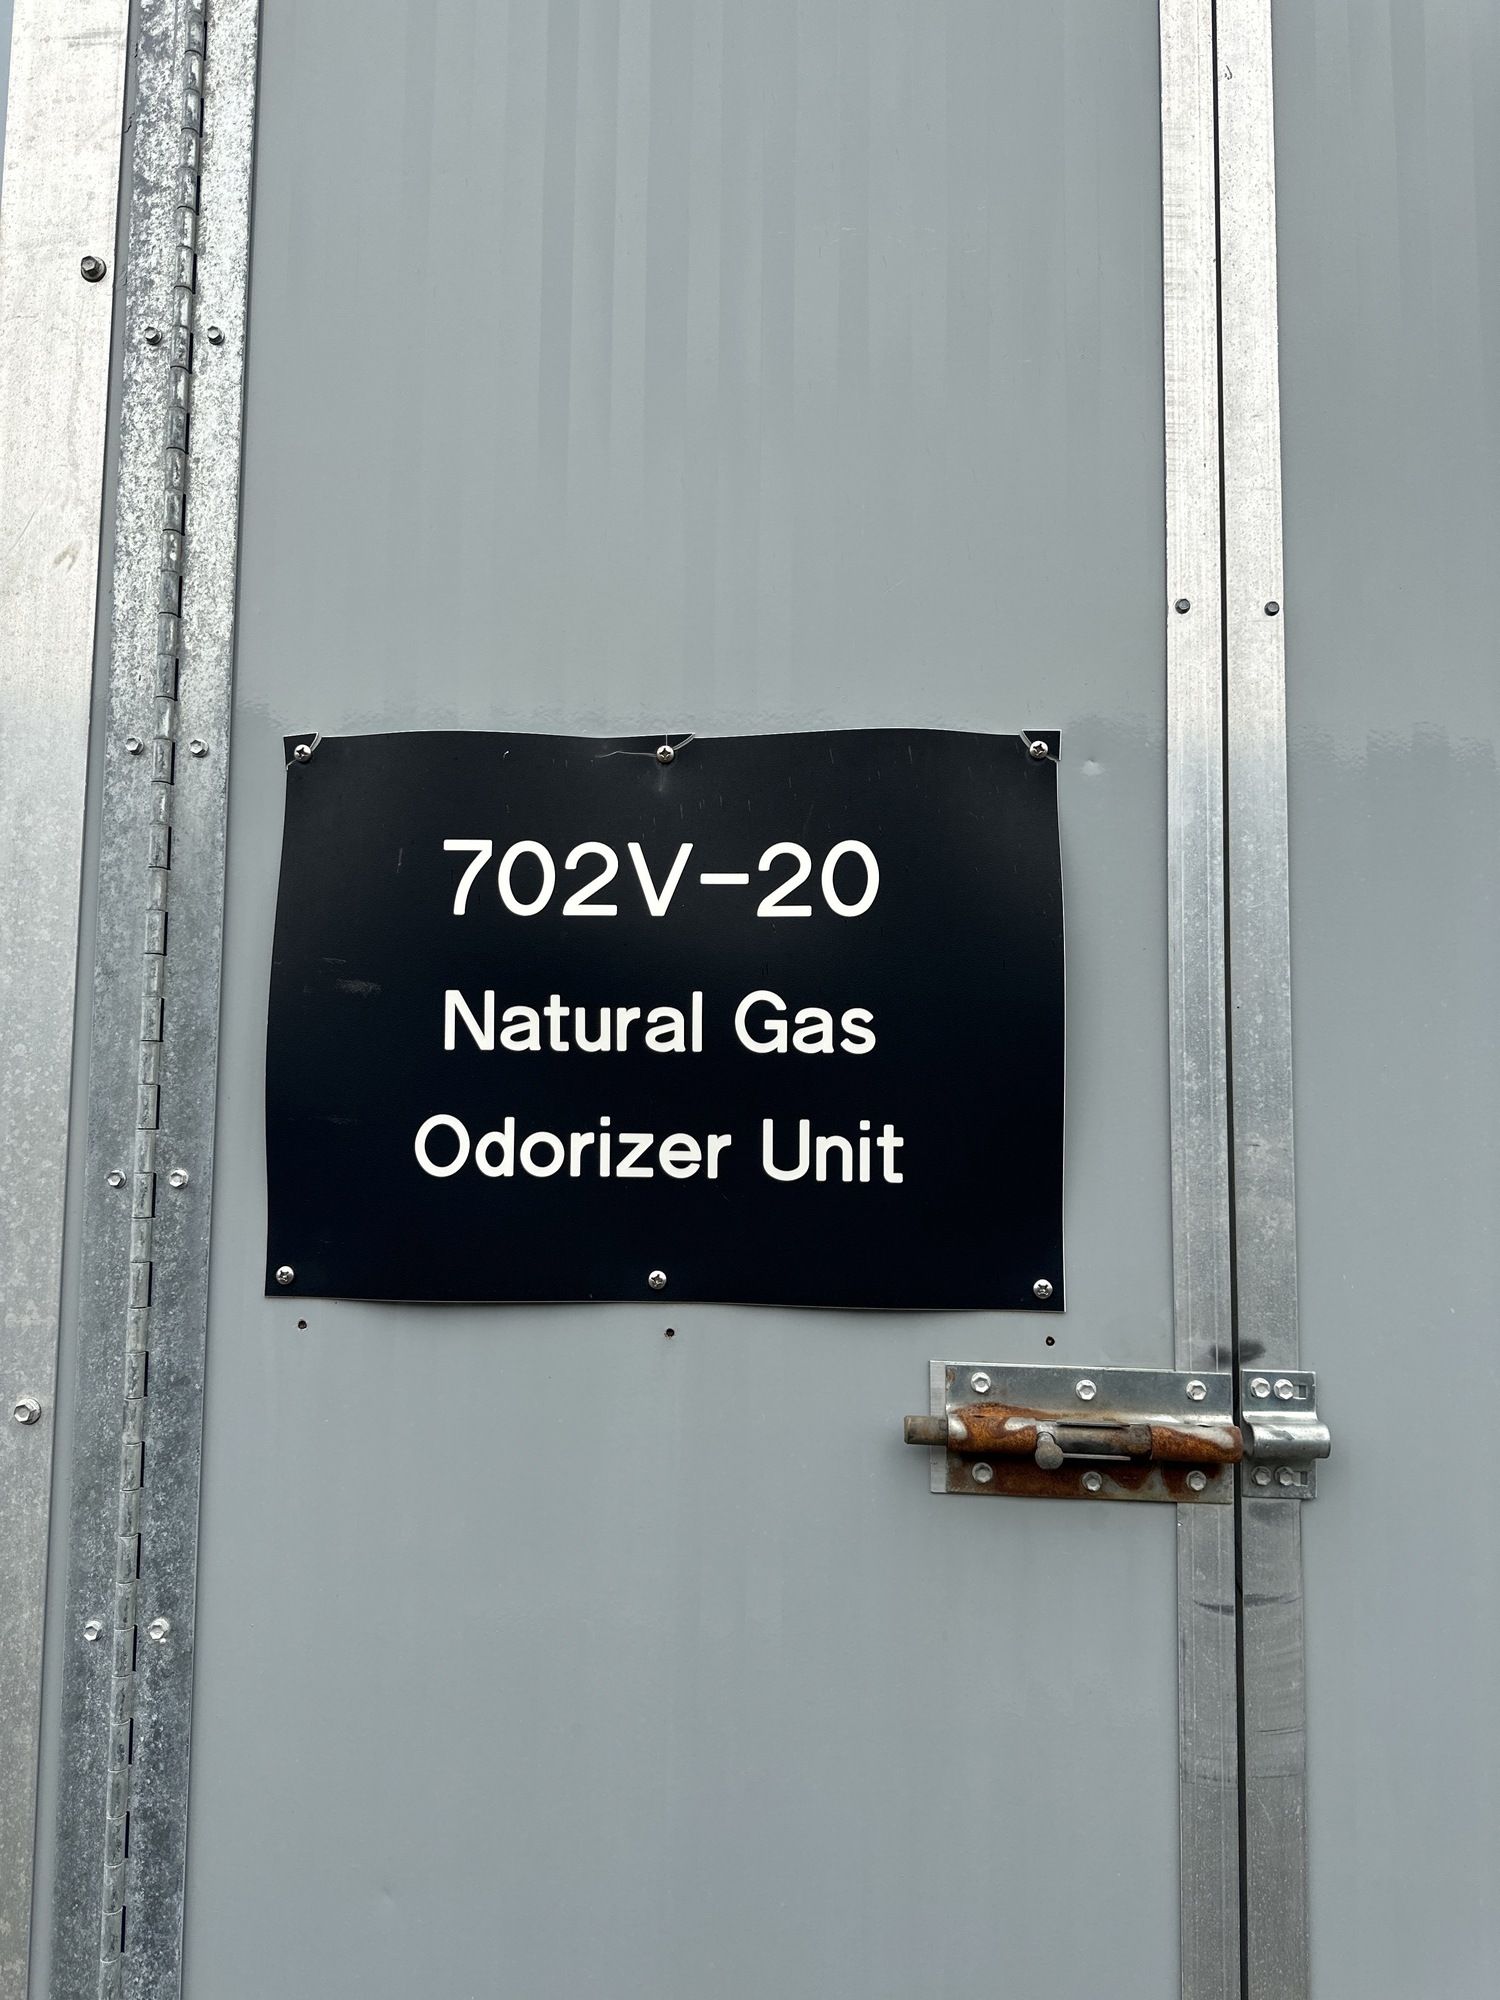 702V-20
Natural Gas
Odorizer Unit